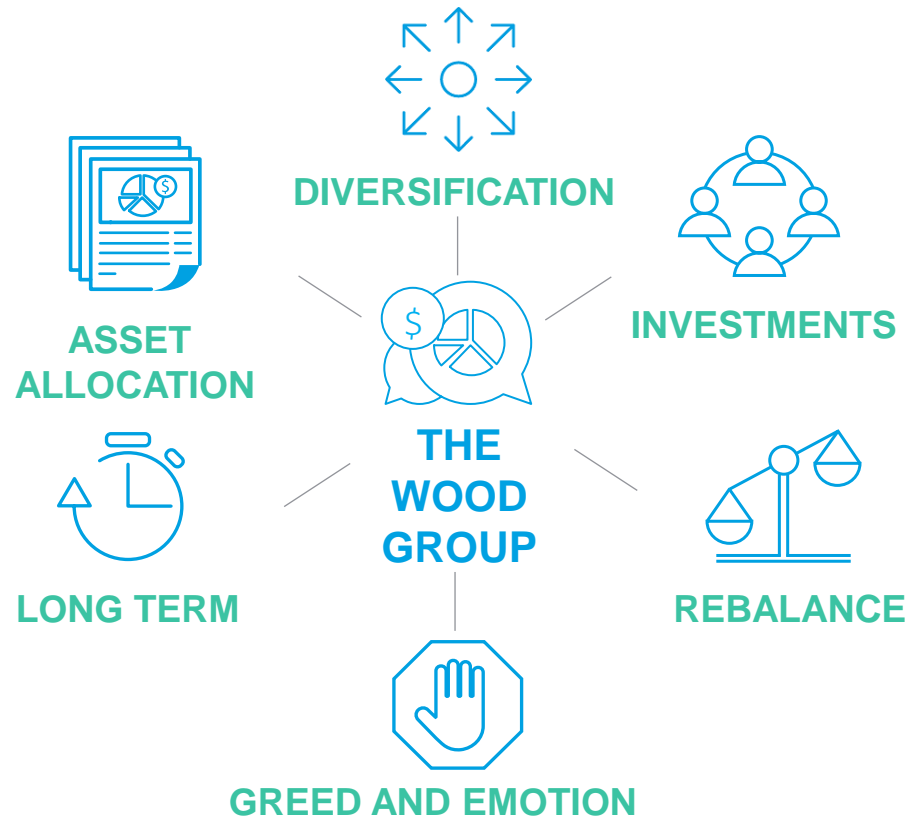 DIVERSIFICATION
$
ASSET
ALLOCATION
INVESTMENTS
$
THE
WOOD
GROUP
LONG TERM
REBALANCE
GREED AND EMOTION